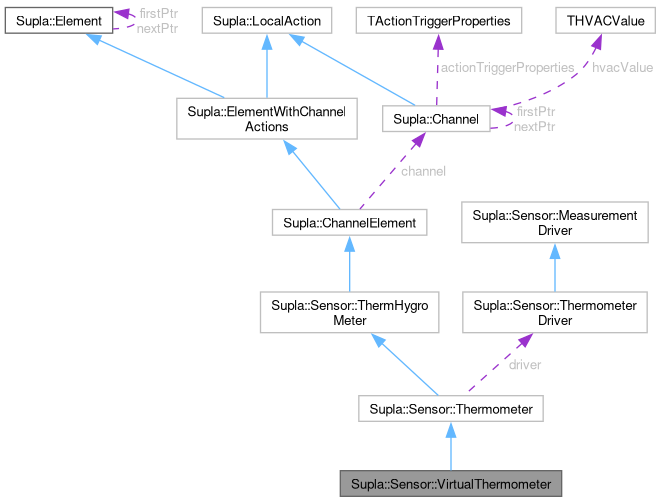 Supla::Element
firstPtr
nextPtr
Supla::LocalAction
TActionTriggerProperties
THVACValue
actionTriggerProperties
hvacValue
Supla::ElementWithChannel
Actions
Supla::Channel
firstPtr
nextPtr
channel
Supla::ChannelElement
Supla::Sensor::Measurement
Driver
Supla::Sensor::ThermHygro
Meter
Supla::Sensor::Thermometer
Driver
driver
Supla::Sensor::Thermometer
Supla::Sensor::VirtualThermometer